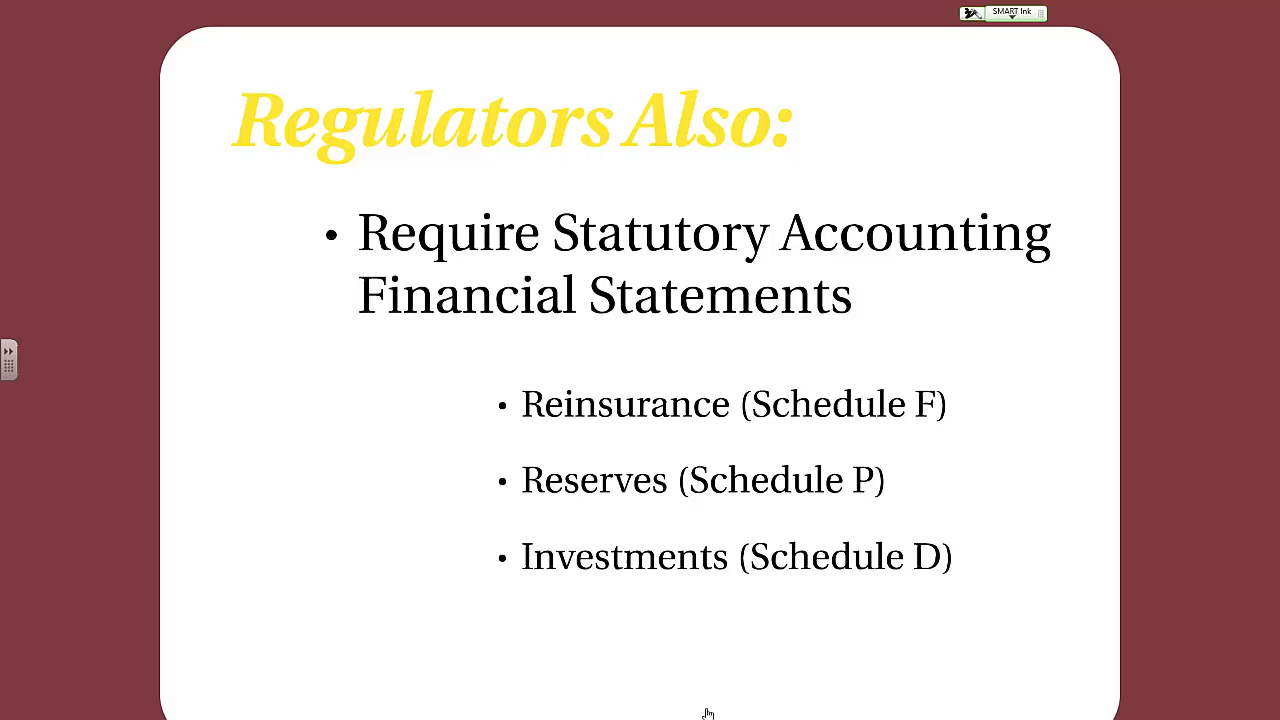 SMART Ink
Regulators Also:
• Require Statutory Accounting
Financial Statements
• Reinsurance (Schedule F)
• Reserves (Schedule P)
• Investments (Schedule D)